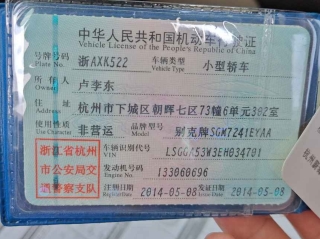 中华人民共和国机动车行驶证
Vehicle License of the People's Republic of China
号牌号码 浙AXK522 车辆类型 小型轿车
Plate No. Vehicle Type
所有人 卢李东
Owner
住址 杭州市下城区朝晖七区73幢6单元302室
Address
使用性质 非营运 品牌型号 别克牌SGM7241EYAA
Use Character Model
浙江省杭州 车辆识别代号 LSGGA53W3EH034701
VIN
市公安局交 发动机号码 133060696
Engine No.
通警察支队 注册日期 2014-05-08 发证日期 2014-05-08
Register Date Issue Date